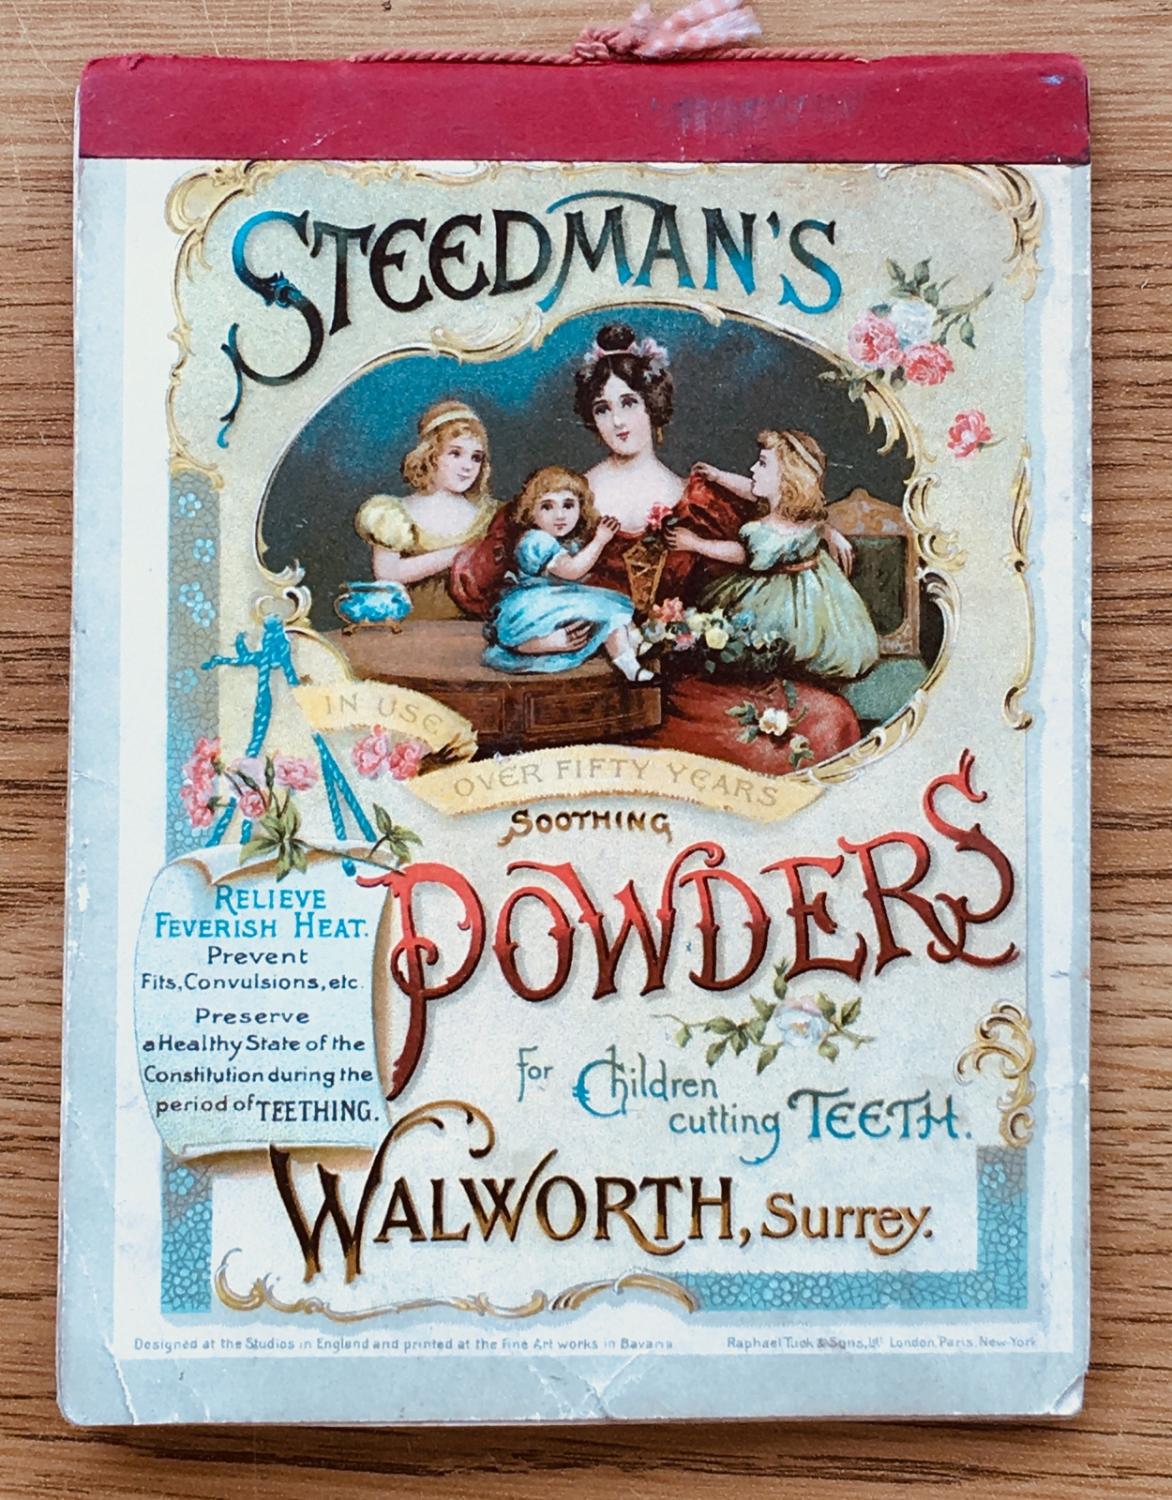 STEEDMAN'S
IN USE
OVER FIFTY YEARS
SOOTHING
POWDERS
RELIEVE
FEVERISH HEAT.
Prevent
Fits, Convulsions, etc.
Preserve
a Healthy State of the
Constitution during the
period of TEETHING.
for Children
cutting TEETH.
WALWORTH, Surrey.
Designed at the Studios in England and printed at the Fine Art works in Bavaria
Raphael Tuck & Sons, Ld. London, Paris, New-York